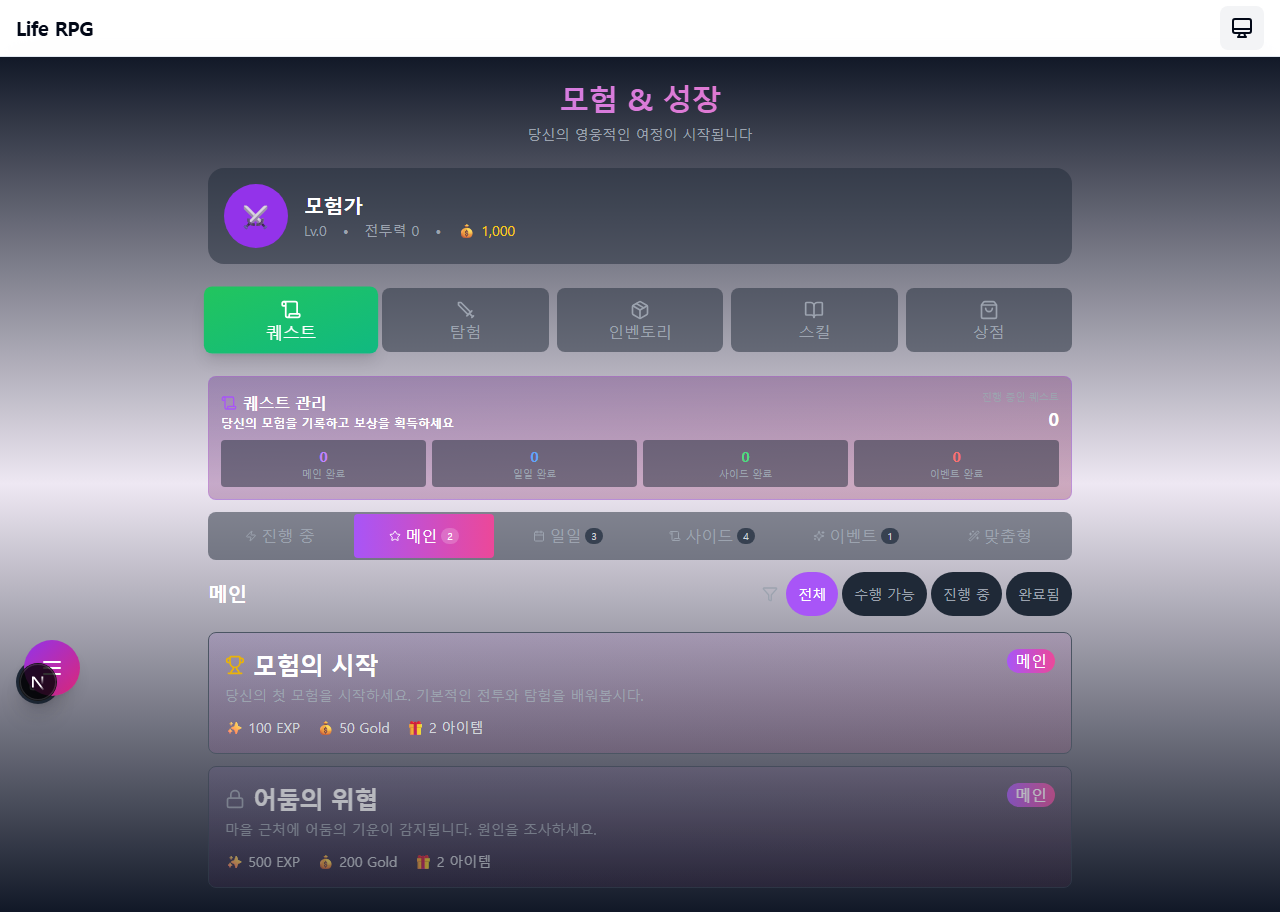 Life RPG
모험 & 성장
당신의 영웅적인 여정이 시작됩니다
모험가
Lv.0 • 전투력 0 • 1,000
퀘스트
탐험
인벤토리
스킬
상점
퀘스트 관리
당신의 모험을 기록하고 보상을 획득하세요
진행 중인 퀘스트
0
0
메인 완료
0
일일 완료
0
사이드 완료
0
이벤트 완료
진행 중
메인 2
일일 3
사이드 4
이벤트 1
맞춤형
메인
전체
수행 가능
진행 중
완료됨
모험의 시작
메인
당신의 첫 모험을 시작하세요. 기본적인 전투와 탐험을 배워봅시다.
100 EXP 50 Gold 2 아이템
N
어둠의 위협
메인
마을 근처에 어둠의 기운이 감지됩니다. 원인을 조사하세요.
500 EXP 200 Gold 2 아이템